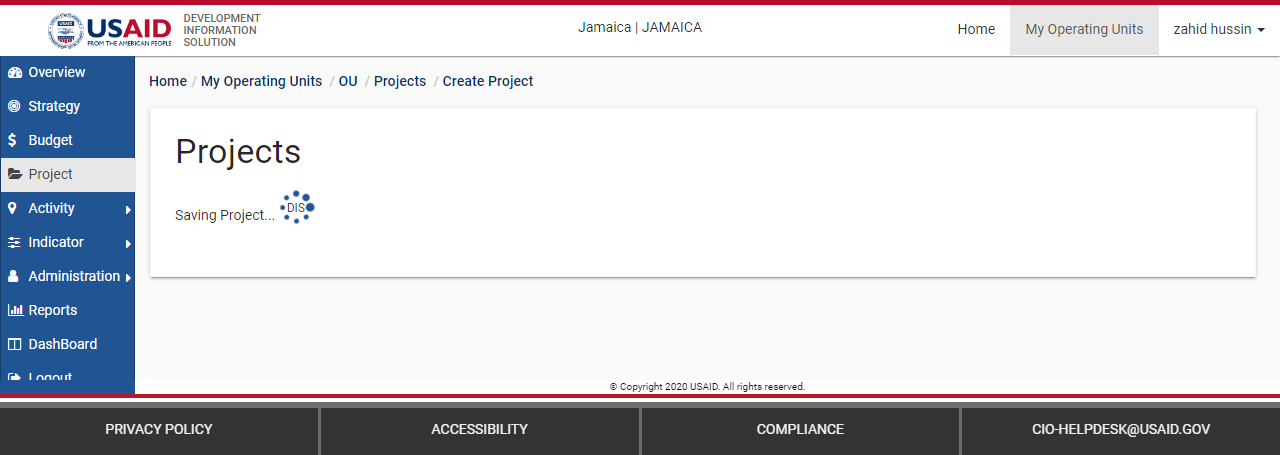 USAID
USAID
FROM THE AMERICAN PEOPLE
DEVELOPMENT
INFORMATION
SOLUTION
Jamaica | JAMAICA
Home
My Operating Units
zahid hussin
Overview
Strategy
Budget
Project
Activity
Indicator
Administration
Reports
DashBoard
Logout
Home / My Operating Units / OU / Projects / Create Project
Projects
Saving Project... DIS
© Copyright 2020 USAID. All rights reserved.
PRIVACY POLICY
ACCESSIBILITY
COMPLIANCE
CIO-HELPDESK@USAID.GOV